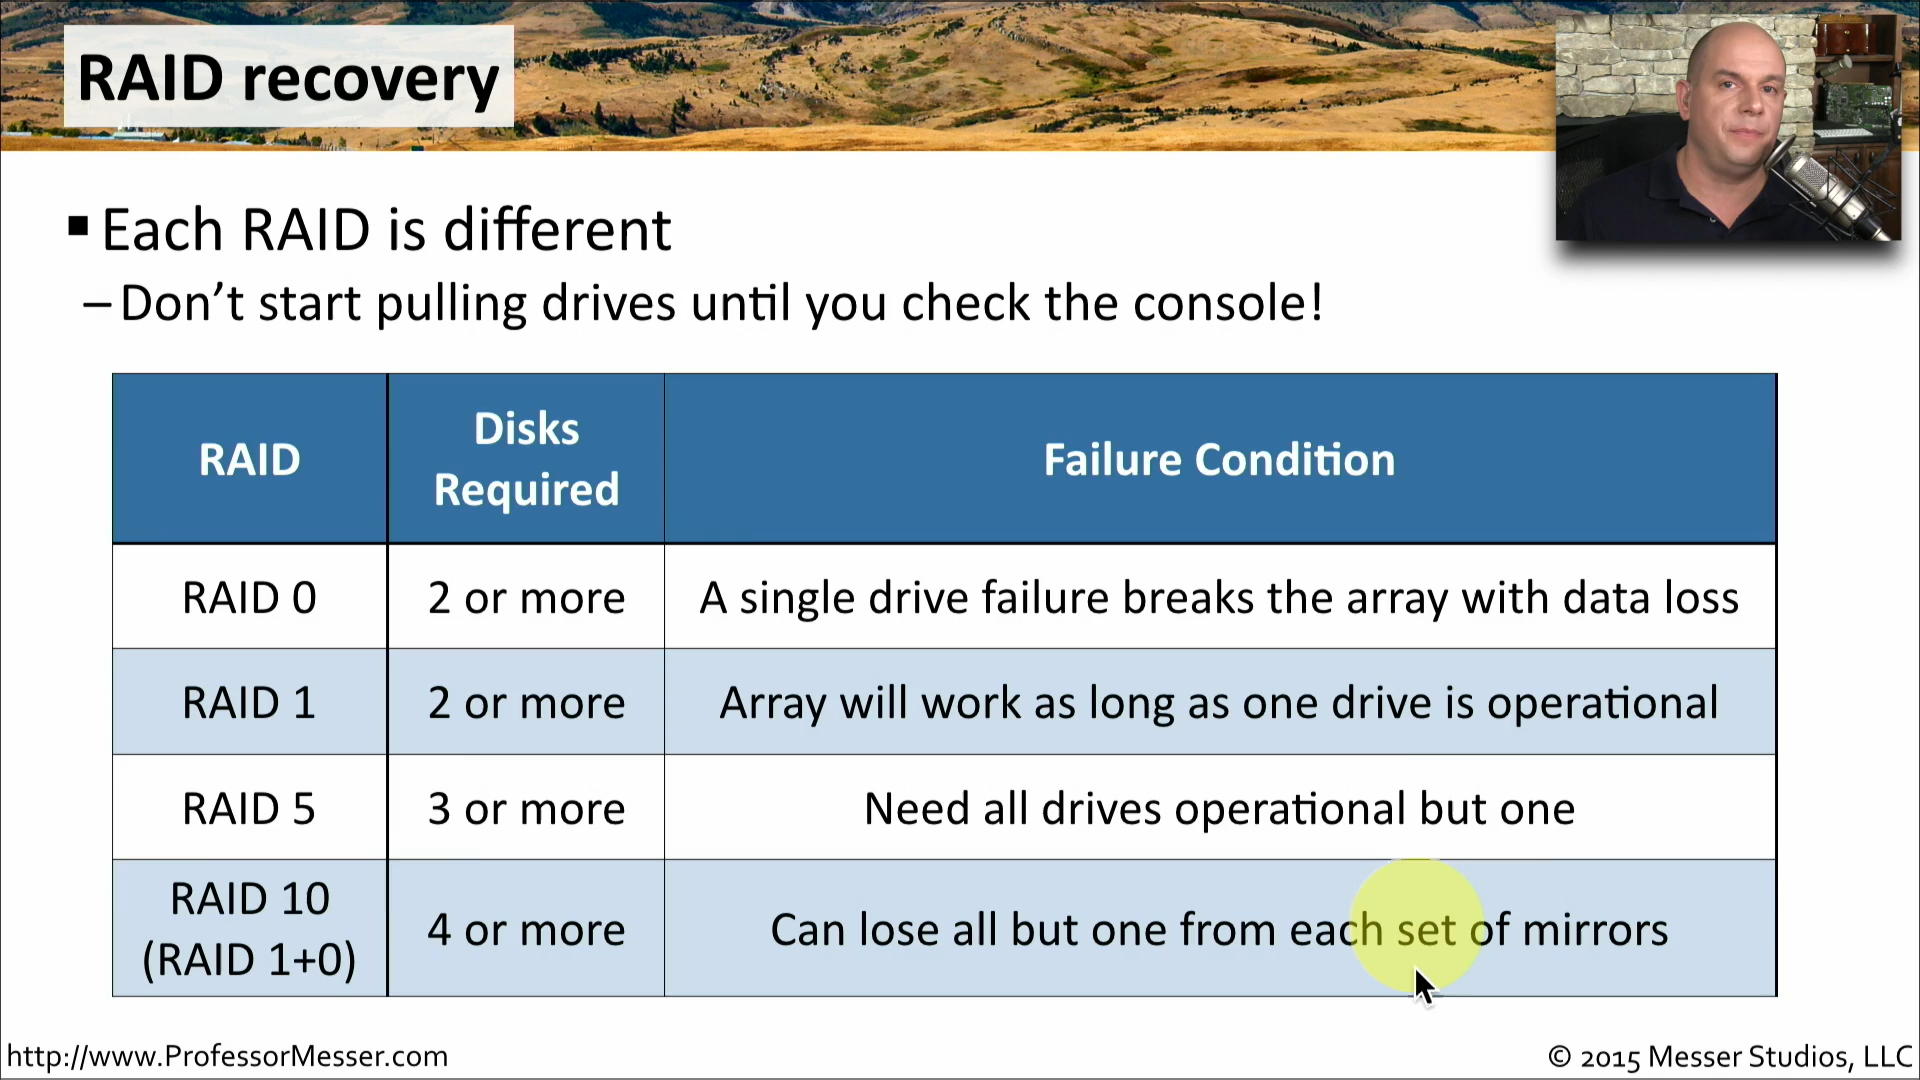 RAID recovery
▪ Each RAID is different
– Don't start pulling drives until you check the console!
RAID
Disks
Required
Failure Condition
RAID 0
2 or more
A single drive failure breaks the array with data loss
RAID 1
2 or more
Array will work as long as one drive is operational
RAID 5
3 or more
Need all drives operational but one
RAID 10
(RAID 1+0)
4 or more
Can lose all but one from each set of mirrors
http://www.ProfessorMesser.com
© 2015 Messer Studios, LLC